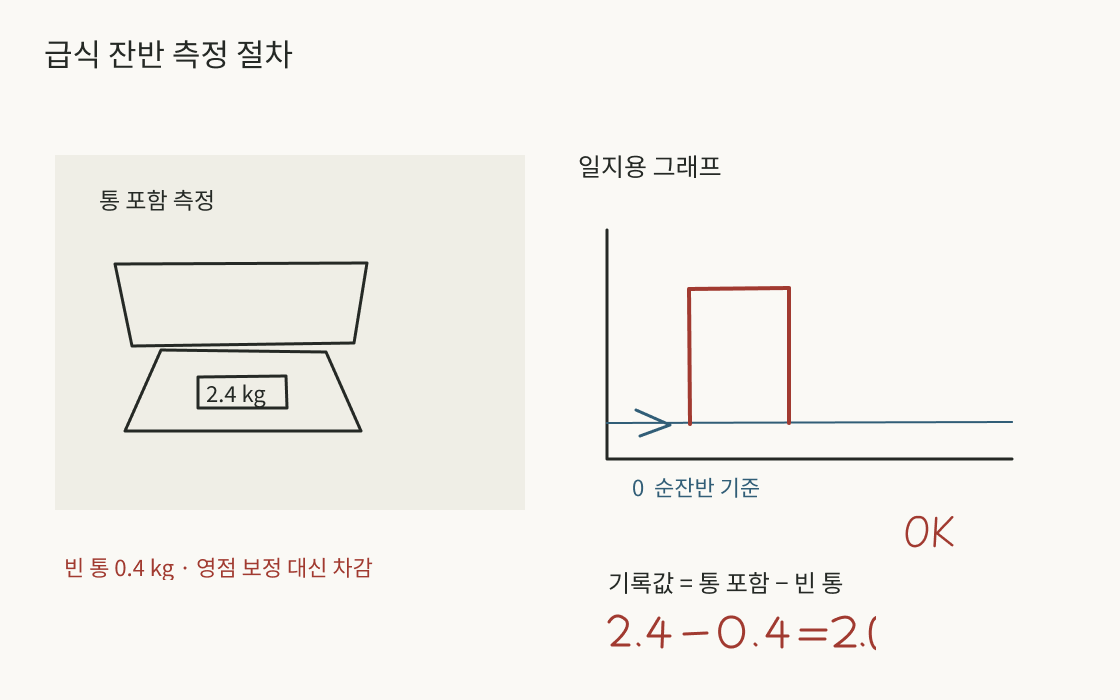 급식 잔반 측정 절차
통 포함 측정
2.4 kg
빈 통 0.4 kg · 영점 보정 대신 차감
일지용 그래프
0 순잔반 기준
OK
기록값 = 통 포함 − 빈 통
2.4−0.4=2.